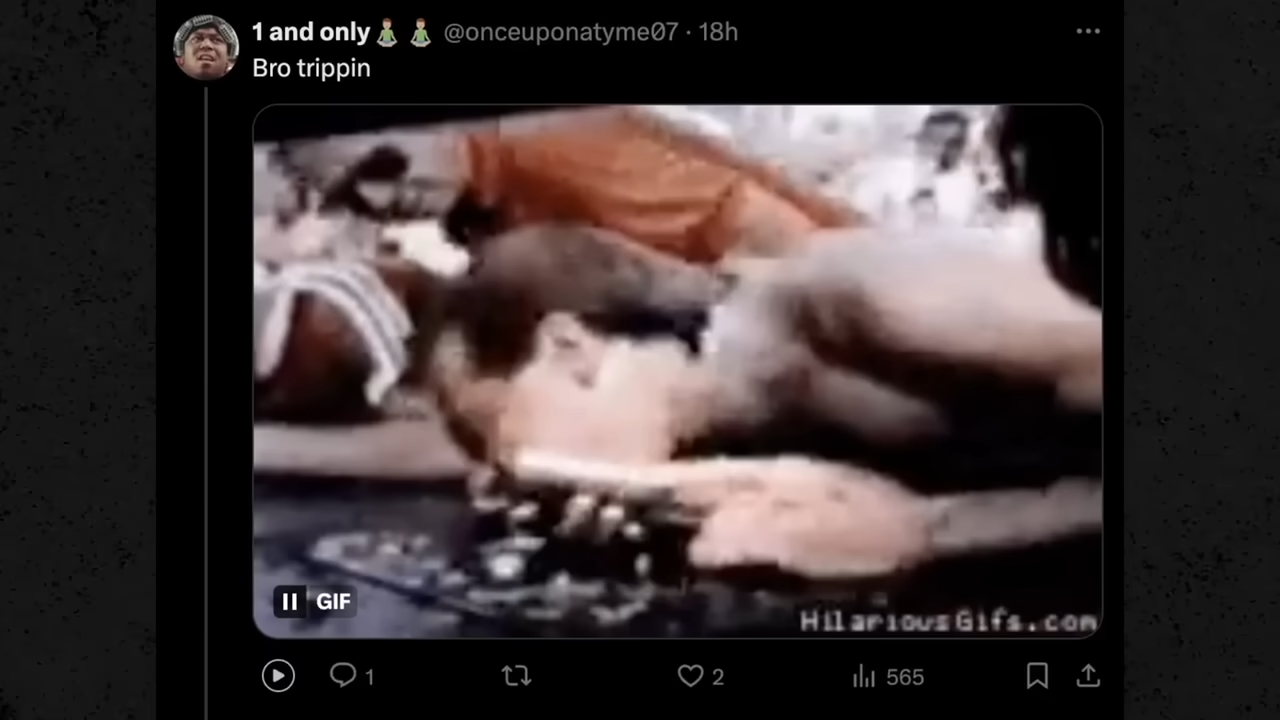 1 and only @onceuponatyme07 · 18h
Bro trippin
GIF
HilariousGifs.com
1
2
565